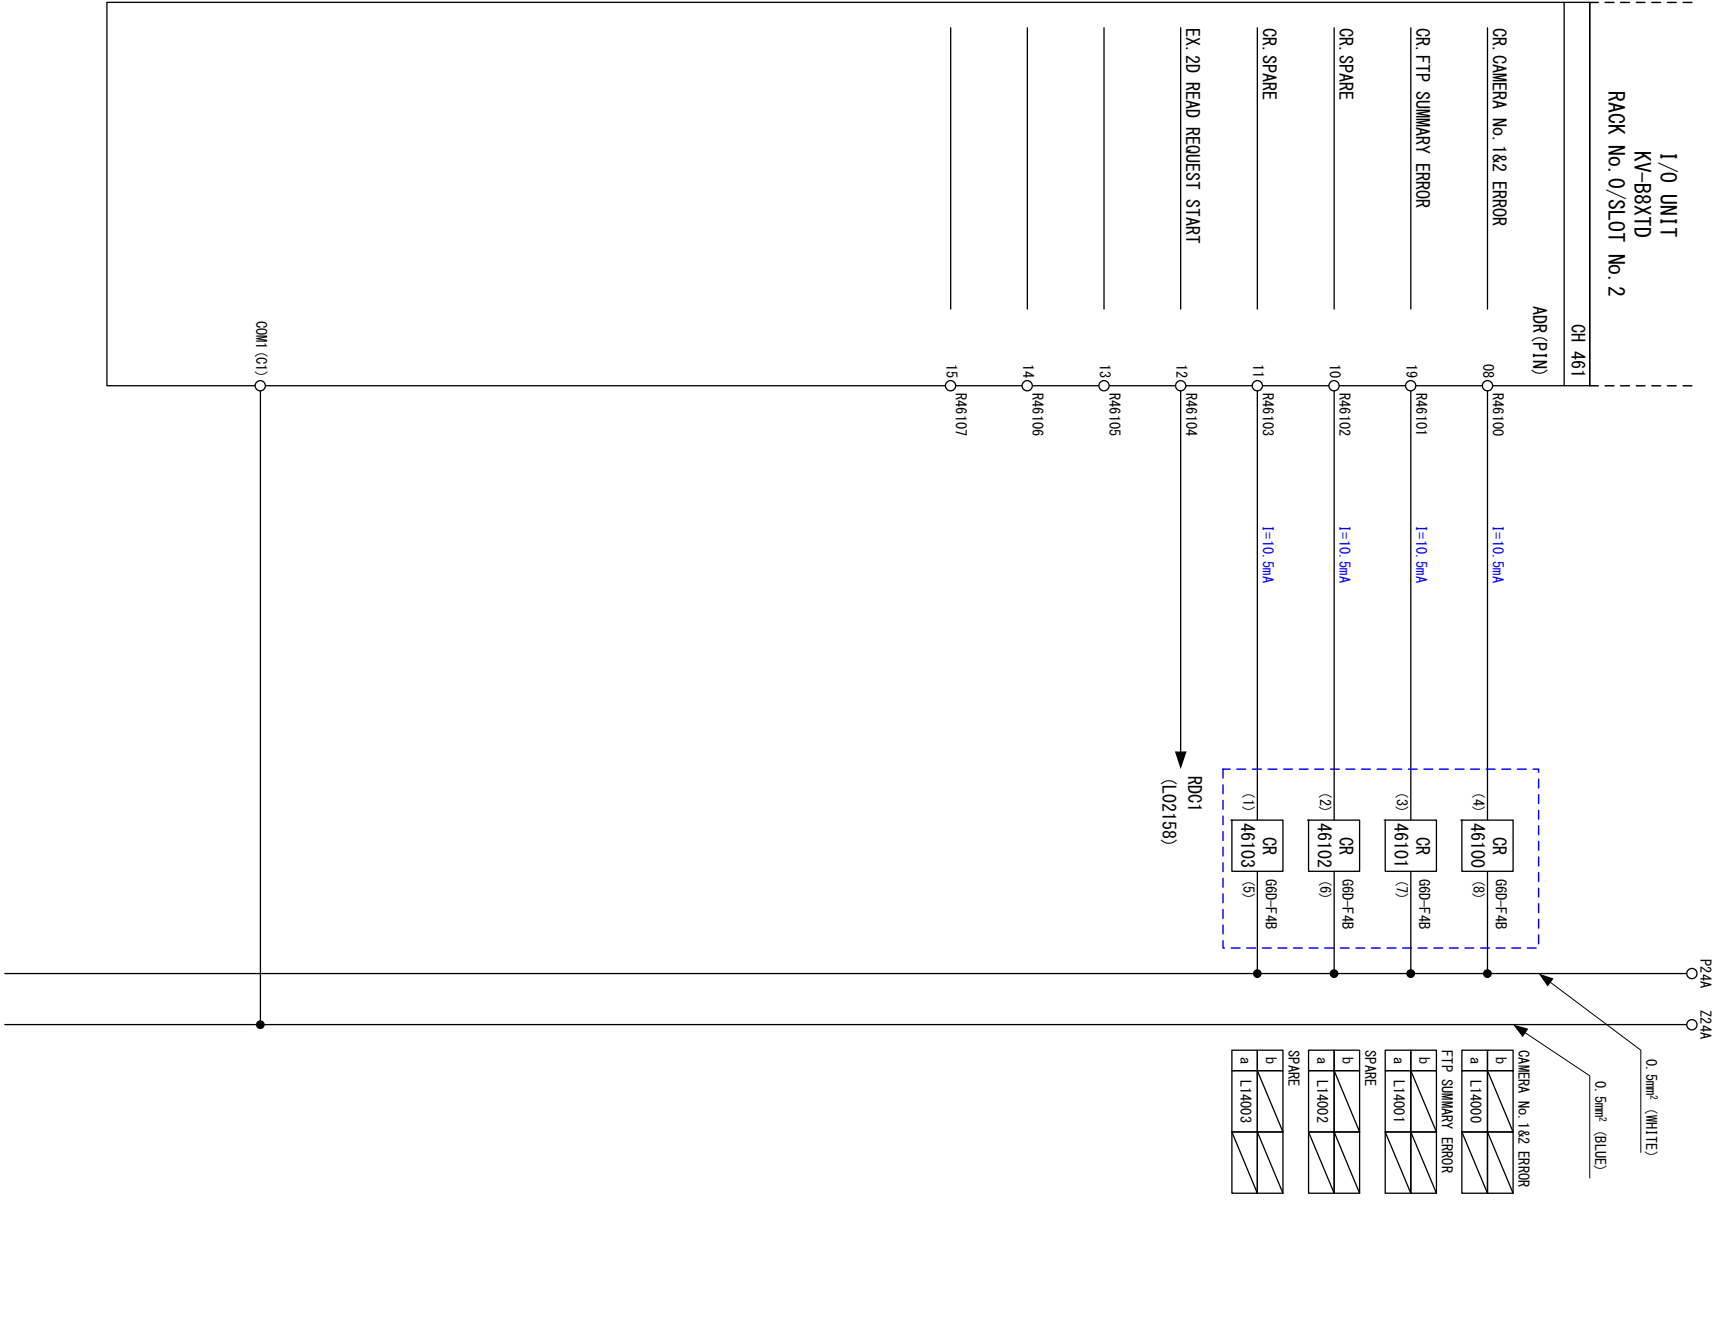 I/O UNIT
KV-B8XTD
RACK No.0/SLOT No.2
CH 461
ADR(PIN)
P24A
Z24A
0.5mm² (WHITE)
0.5mm² (BLUE)
CR.CAMERA No.1&2 ERROR
08
R46100
I=10.5mA
(4)
CR
46100
G6D-F4B
(8)
CAMERA No.1&2 ERROR
b
a L14000
CR.FTP SUMMARY ERROR
19
R46101
I=10.5mA
(3)
CR
46101
G6D-F4B
(7)
FTP SUMMARY ERROR
b
a L14001
CR.SPARE
10
R46102
I=10.5mA
(2)
CR
46102
G6D-F4B
(6)
SPARE
b
a L14002
CR.SPARE
11
R46103
I=10.5mA
(1)
CR
46103
G6D-F4B
(5)
SPARE
b
a L14003
EX.2D READ REQUEST START
12
R46104
RDC1
(L02158)
13
R46105
14
R46106
15
R46107
COM1(C1)